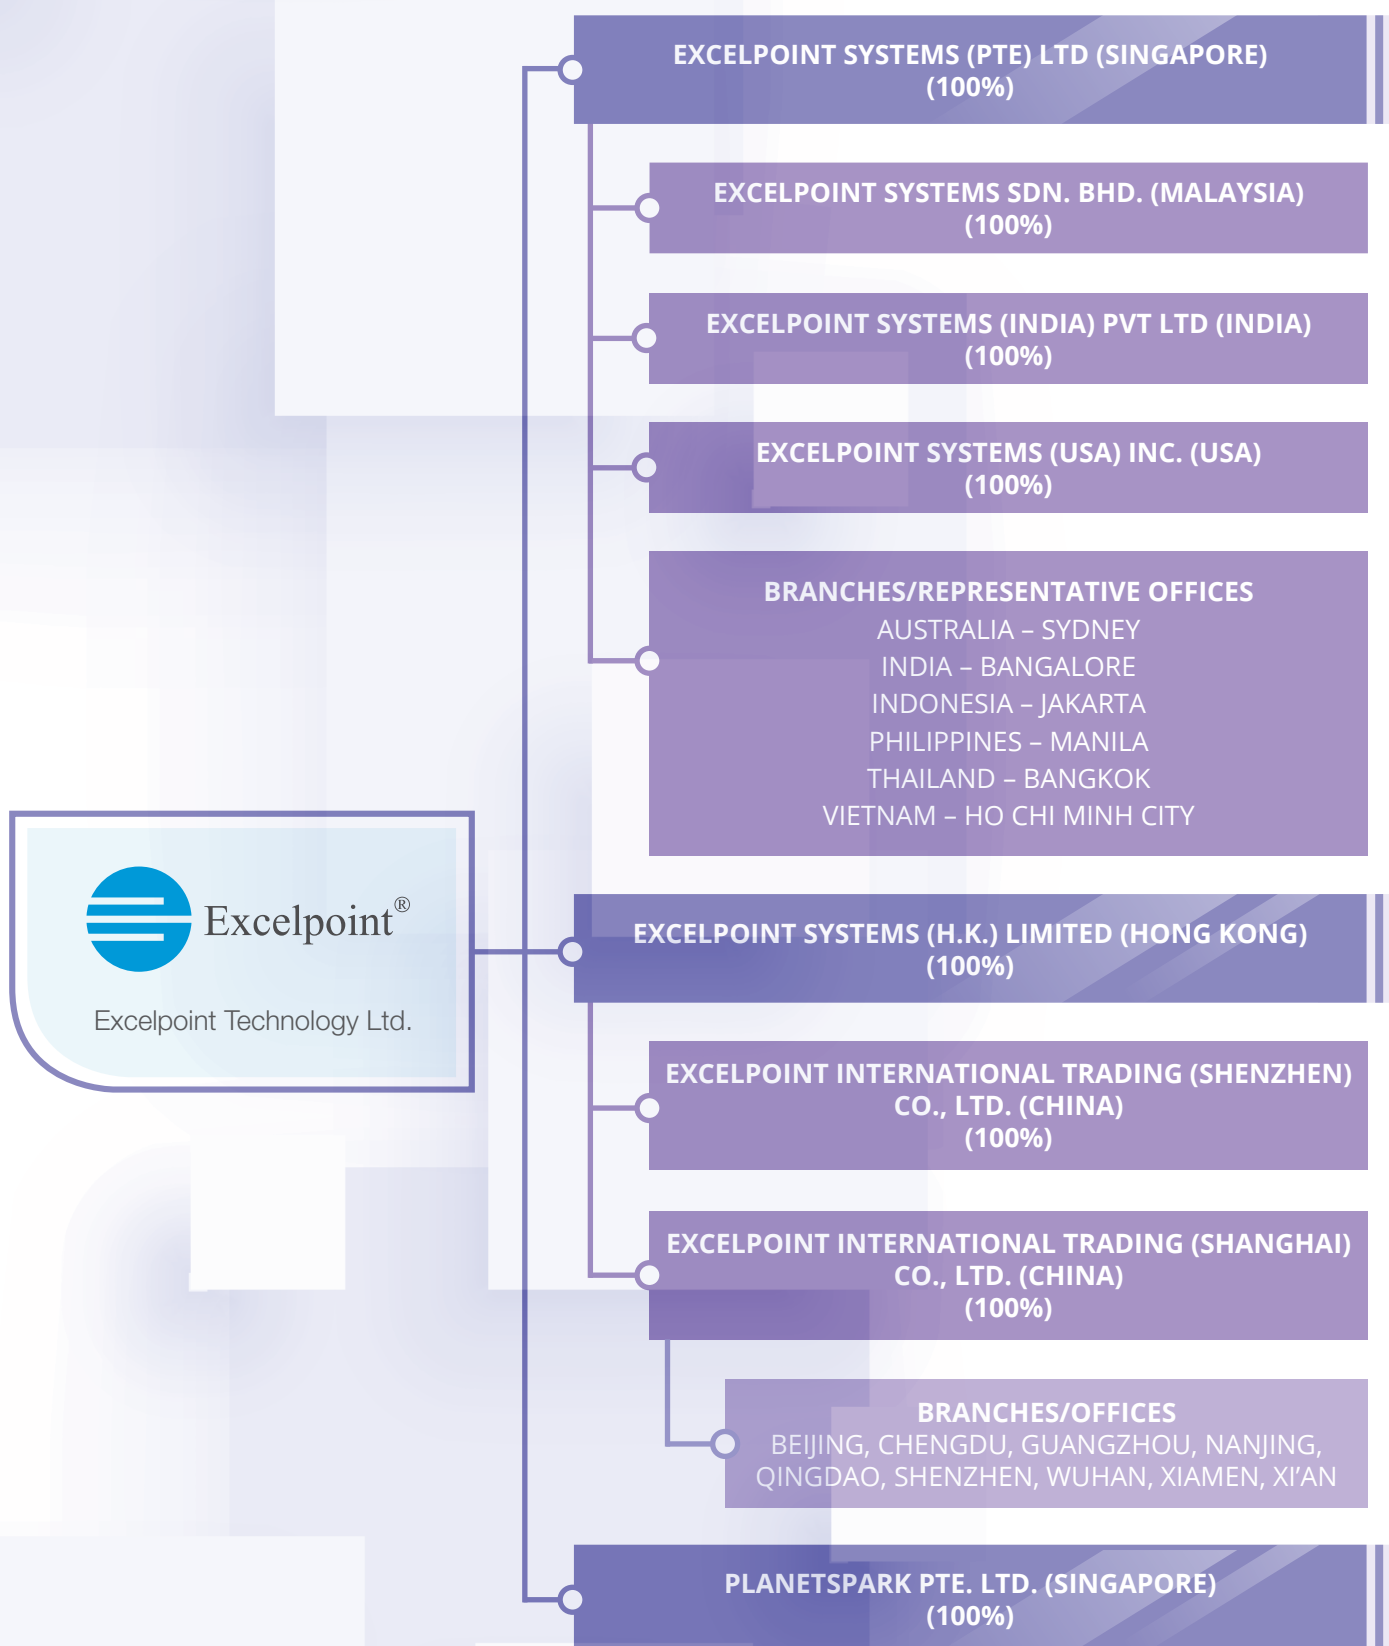 EXCELPOINT SYSTEMS (PTE) LTD (SINGAPORE)
(100%)
EXCELPOINT SYSTEMS SDN. BHD. (MALAYSIA)
(100%)
EXCELPOINT SYSTEMS (INDIA) PVT LTD (INDIA)
(100%)
EXCELPOINT SYSTEMS (USA) INC. (USA)
(100%)
BRANCHES/REPRESENTATIVE OFFICES
AUSTRALIA – SYDNEY
INDIA – BANGALORE
INDONESIA – JAKARTA
PHILIPPINES – MANILA
THAILAND – BANGKOK
VIETNAM – HO CHI MINH CITY
Excelpoint®
Excelpoint Technology Ltd.
EXCELPOINT SYSTEMS (H.K.) LIMITED (HONG KONG)
(100%)
EXCELPOINT INTERNATIONAL TRADING (SHENZHEN)
CO., LTD. (CHINA)
(100%)
EXCELPOINT INTERNATIONAL TRADING (SHANGHAI)
CO., LTD. (CHINA)
(100%)
BRANCHES/OFFICES
BEIJING, CHENGDU, GUANGZHOU, NANJING,
QINGDAO, SHENZHEN, WUHAN, XIAMEN, XI’AN
PLANETSPARK PTE. LTD. (SINGAPORE)
(100%)